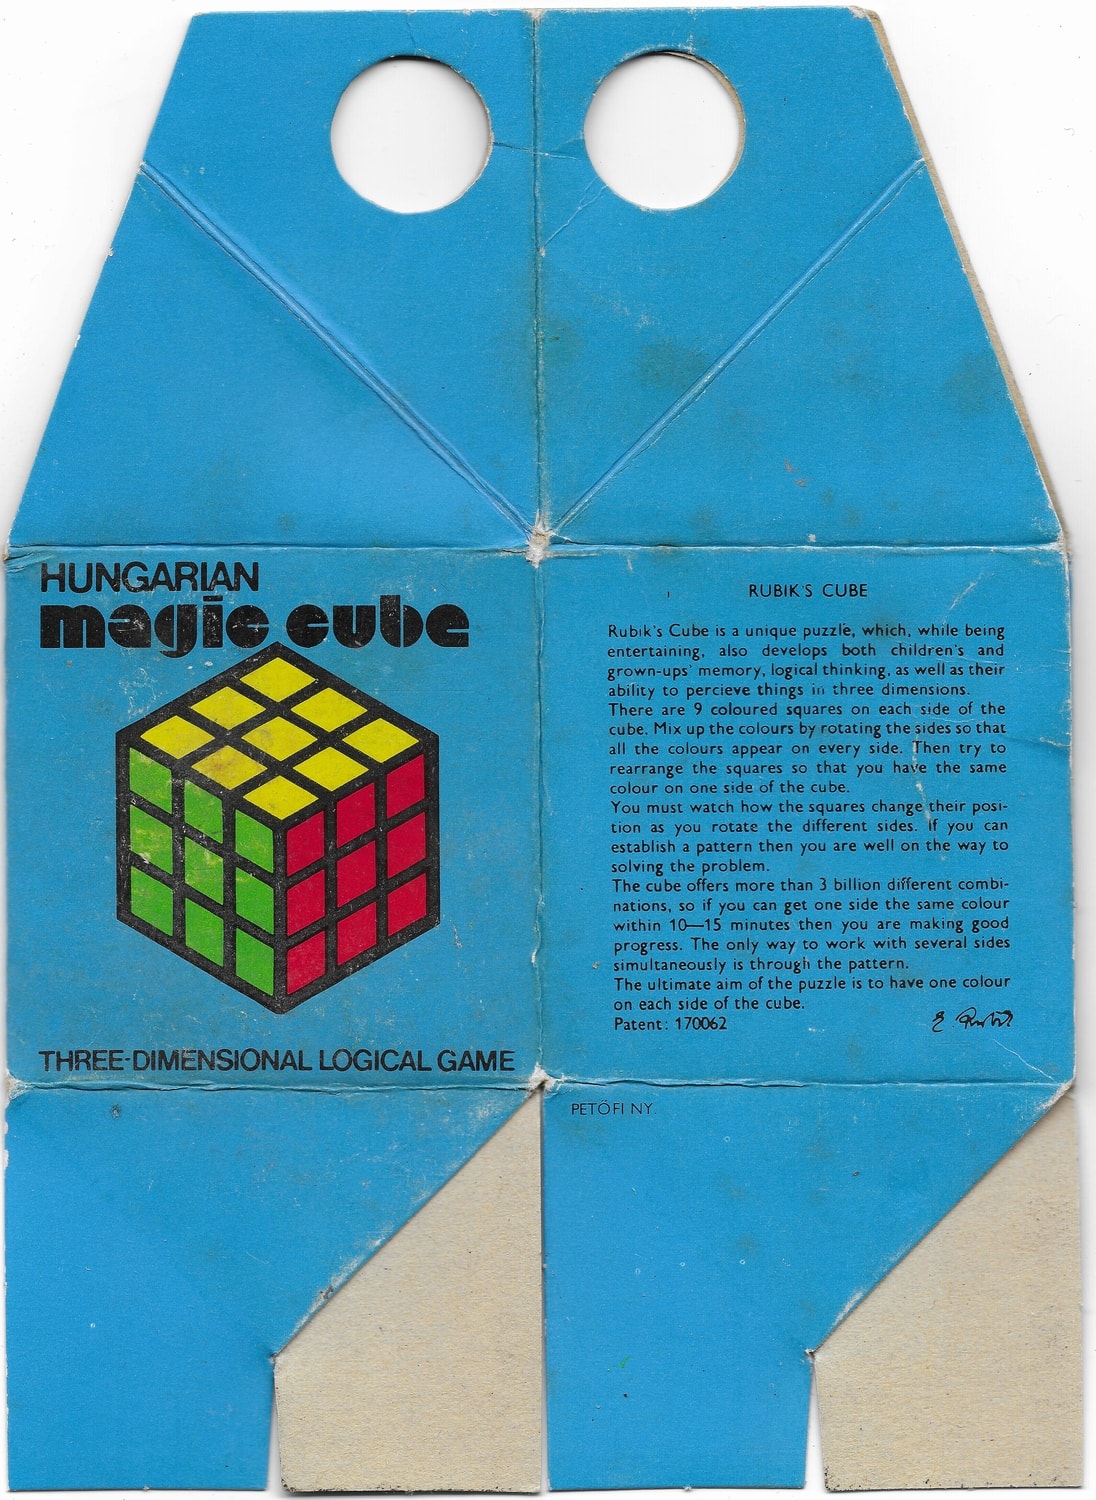 HUNGARIAN
magic cube
THREE-DIMENSIONAL LOGICAL GAME
RUBIK'S CUBE
Rubik's Cube is a unique puzzle, which, while being
entertaining, also develops both children's and
grown-ups' memory, logical thinking, as well as their
ability to percieve things in three dimensions.
There are 9 coloured squares on each side of the
cube. Mix up the colours by rotating the sides so that
all the colours appear on every side. Then try to
rearrange the squares so that you have the same
colour on one side of the cube.
You must watch how the squares change their posi-
tion as you rotate the different sides. If you can
establish a pattern then you are well on the way to
solving the problem.
The cube offers more than 3 billion different combi-
nations, so if you can get one side the same colour
within 10—15 minutes then you are making good
progress. The only way to work with several sides
simultaneously is through the pattern.
The ultimate aim of the puzzle is to have one colour
on each side of the cube.
Patent: 170062
E. Rubik
PETŐFI NY.